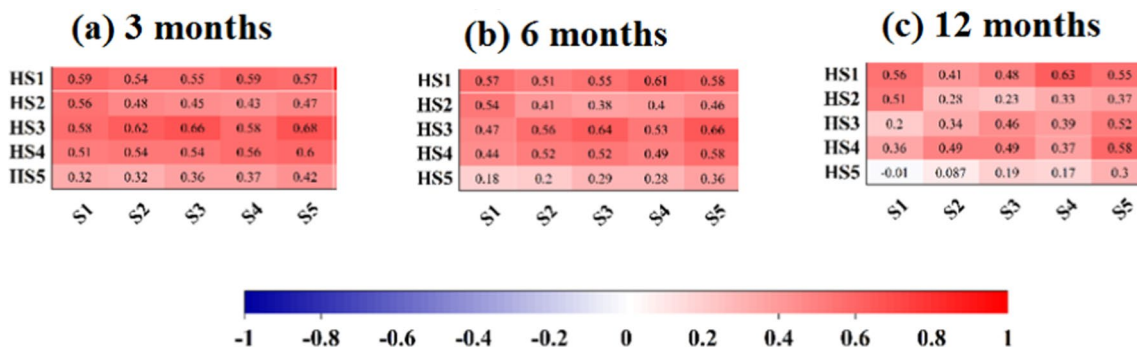 (a) 3 months
HS1 0.59 0.54 0.55 0.59 0.57
HS2 0.56 0.48 0.45 0.43 0.47
HS3 0.58 0.62 0.66 0.58 0.68
HS4 0.51 0.54 0.54 0.56 0.6
HS5 0.32 0.32 0.36 0.37 0.42
S1 S2 S3 S4 S5
(b) 6 months
HS1 0.57 0.51 0.55 0.61 0.58
HS2 0.54 0.41 0.38 0.4 0.46
HS3 0.47 0.56 0.64 0.53 0.66
HS4 0.44 0.52 0.52 0.49 0.58
HS5 0.18 0.2 0.29 0.28 0.36
S1 S2 S3 S4 S5
(c) 12 months
HS1 0.56 0.41 0.48 0.63 0.55
HS2 0.51 0.28 0.23 0.33 0.37
HS3 0.2 0.34 0.46 0.39 0.52
HS4 0.36 0.49 0.49 0.37 0.58
HS5 -0.01 0.087 0.19 0.17 0.3
S1 S2 S3 S4 S5
-1 -0.8 -0.6 -0.4 -0.2 0 0.2 0.4 0.6 0.8 1